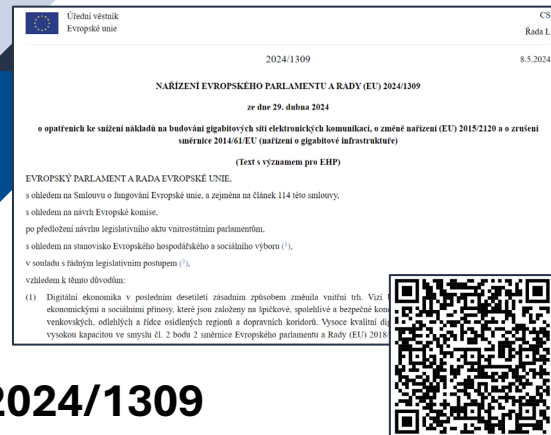 Úřední věstník
Evropské unie
CS
Řada L
2024/1309
8.5.2024
NAŘÍZENÍ EVROPSKÉHO PARLAMENTU A RADY (EU) 2024/1309
ze dne 29. dubna 2024
o opatřeních ke snížení nákladů na budování gigabitových sítí elektronických komunikací, o změně nařízení (EU) 2015/2120 a o zrušení
směrnice 2014/61/EU (nařízení o gigabitové infrastruktuře)
(Text s významem pro EHP)
EVROPSKÝ PARLAMENT A RADA EVROPSKÉ UNIE,
s ohledem na Smlouvu o fungování Evropské unie, a zejména na článek 114 této smlouvy,
s ohledem na návrh Evropské komise,
po předložení návrhu legislativního aktu vnitrostátním parlamentům,
s ohledem na stanovisko Evropského hospodářského a sociálního výboru (1),
v souladu s řádným legislativním postupem (2),
vzhledem k těmto důvodům:
(1) Digitální ekonomika v posledním desetiletí zásadním způsobem změnila vnitřní trh. Vizí
ekonomickými a sociálními přínosy, které jsou založeny na špičkové, spolehlivé a bezpečné
venkovských, odlehlých a řídce osídlených regionů a dopravních koridorů. Vysoce kvalitní
vysokou kapacitou ve smyslu čl. 2 bodu 2 směrnice Evropského parlamentu a Rady (EU) 2018/
2024/1309